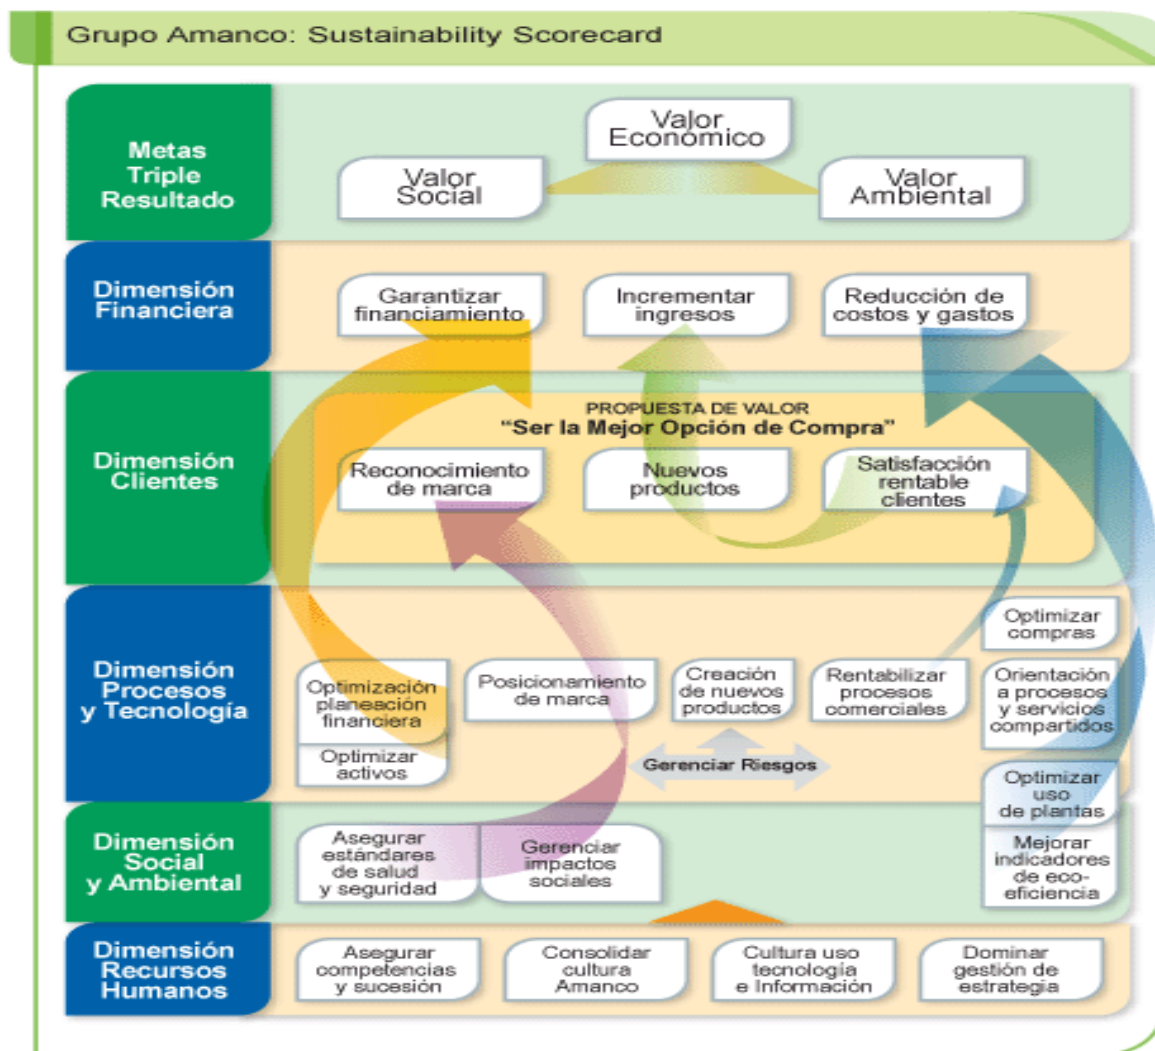 Grupo Amanco: Sustainability Scorecard
Metas
Triple
Resultado
Valor
Económico
Valor
Social
Valor
Ambiental
Dimensión
Financiera
Garantizar
financiamiento
Incrementar
ingresos
Reducción de
costos y gastos
Dimensión
Clientes
PROPUESTA DE VALOR
“Ser la Mejor Opción de Compra”
Reconocimiento
de marca
Nuevos
productos
Satisfacción
rentable
clientes
Dimensión
Procesos
y Tecnología
Optimización
planeación
financiera
Optimizar
activos
Posicionamiento
de marca
Creación
de nuevos
productos
Rentabilizar
procesos
comerciales
Optimizar
compras
Orientación
a procesos
y servicios
compartidos
Gerenciar Riesgos
Optimizar
uso
de plantas
Dimensión
Social
y Ambiental
Asegurar
estándares
de salud
y seguridad
Gerenciar
impactos
sociales
Mejorar
indicadores
de eco-
eficiencia
Dimensión
Recursos
Humanos
Asegurar
competencias
y sucesión
Consolidar
cultura
Amanco
Cultura uso
tecnología
e Información
Dominar
gestión de
estrategia